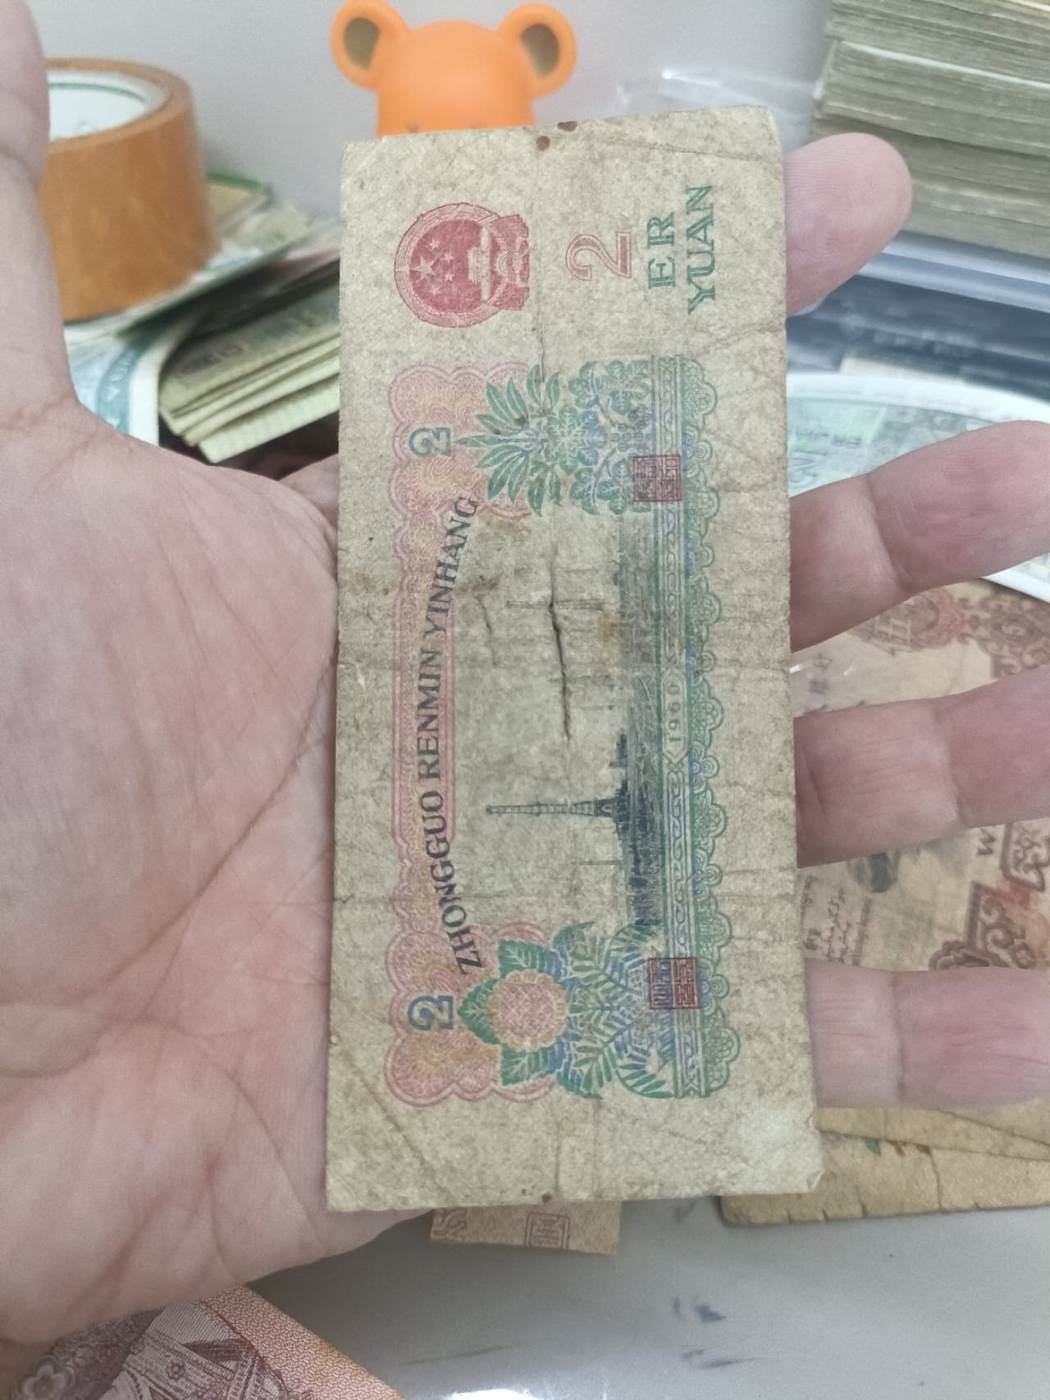 ZHONGGUO RENMIN YINHANG
2
2
2
ER
YUAN
1960